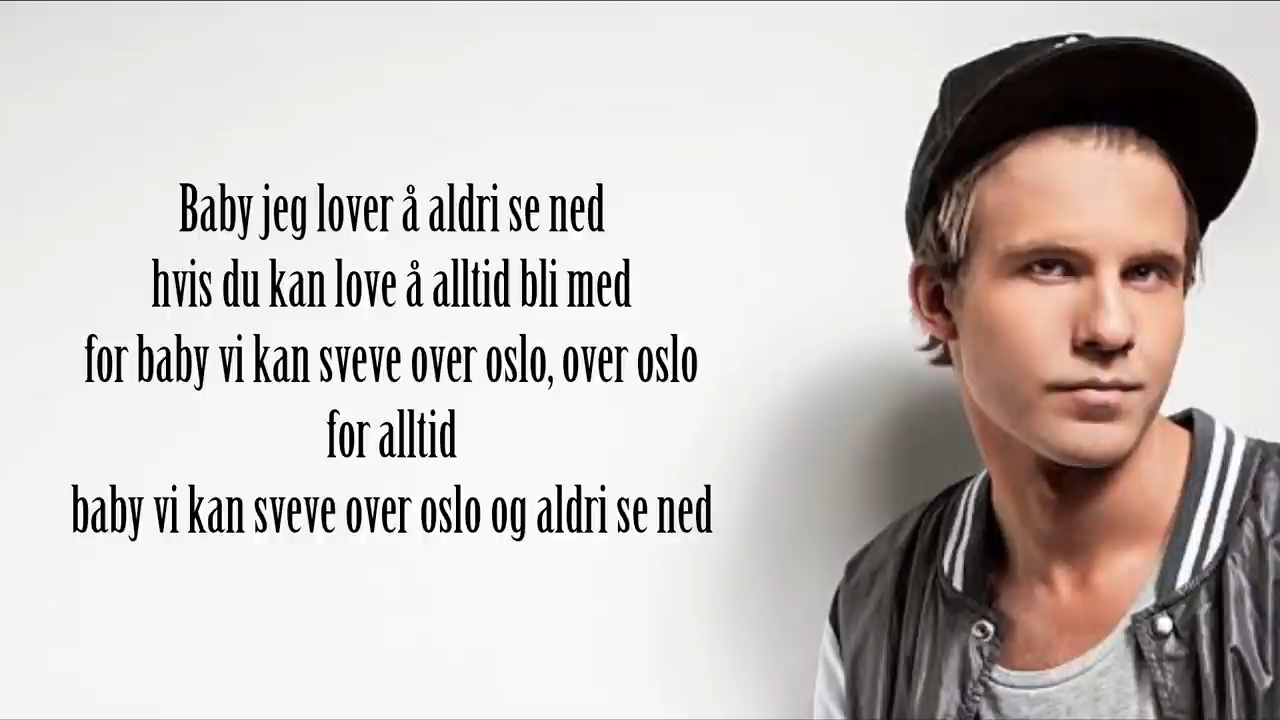 Baby jeg lover å aldri se ned
hvis du kan love å alltid bli med
for baby vi kan sveve over oslo, over oslo
for alltid
baby vi kan sveve over oslo og aldri se ned